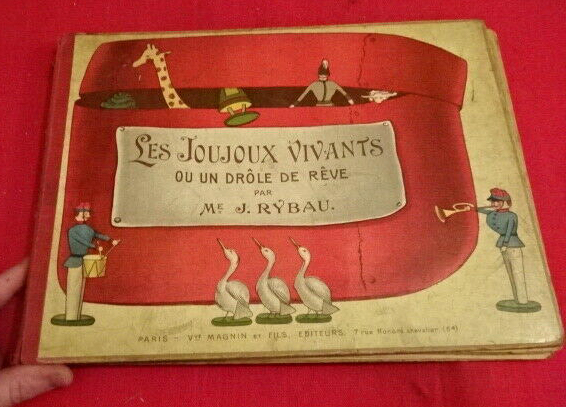 LES JOUJOUX VIVANTS
OU UN DRÔLE DE RÊVE
PAR
ME J. RYBAU.
PARIS - Vve MAGNIN ET FILS, EDITEURS. 7 rue Honoré chevalier (64)